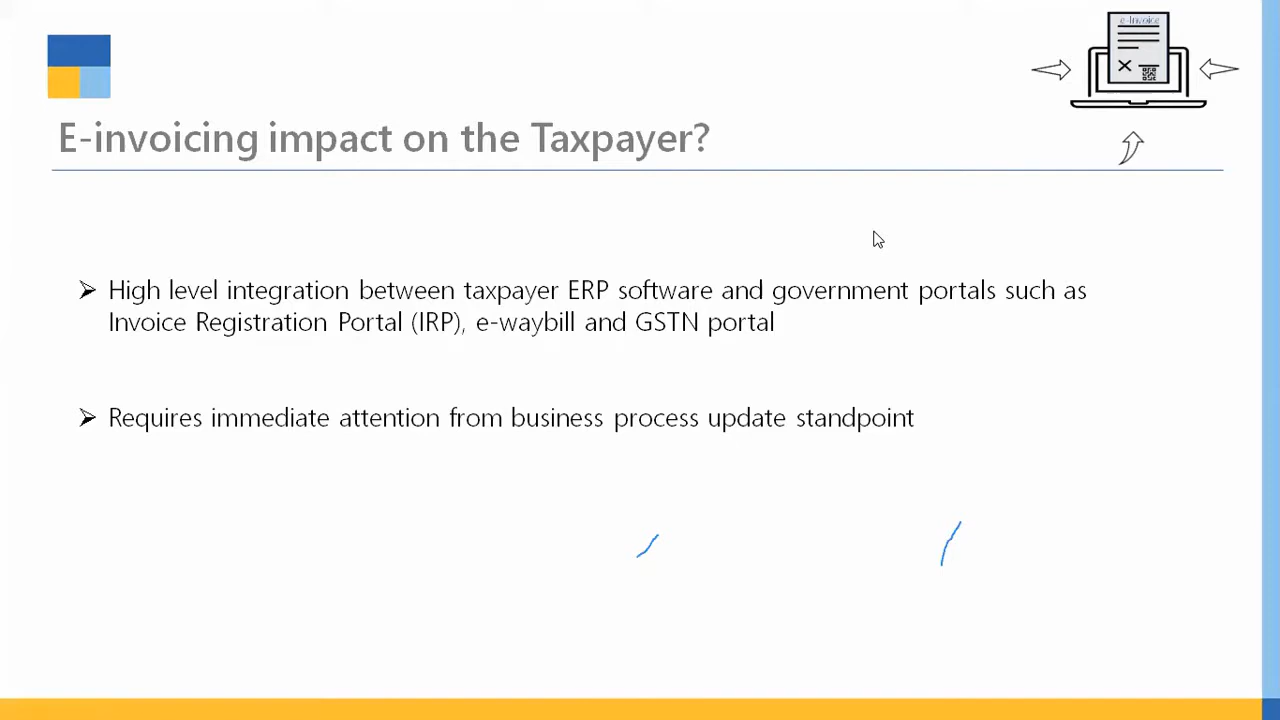 e-Invoice
E-invoicing impact on the Taxpayer?
High level integration between taxpayer ERP software and government portals such as
Invoice Registration Portal (IRP), e-waybill and GSTN portal
Requires immediate attention from business process update standpoint